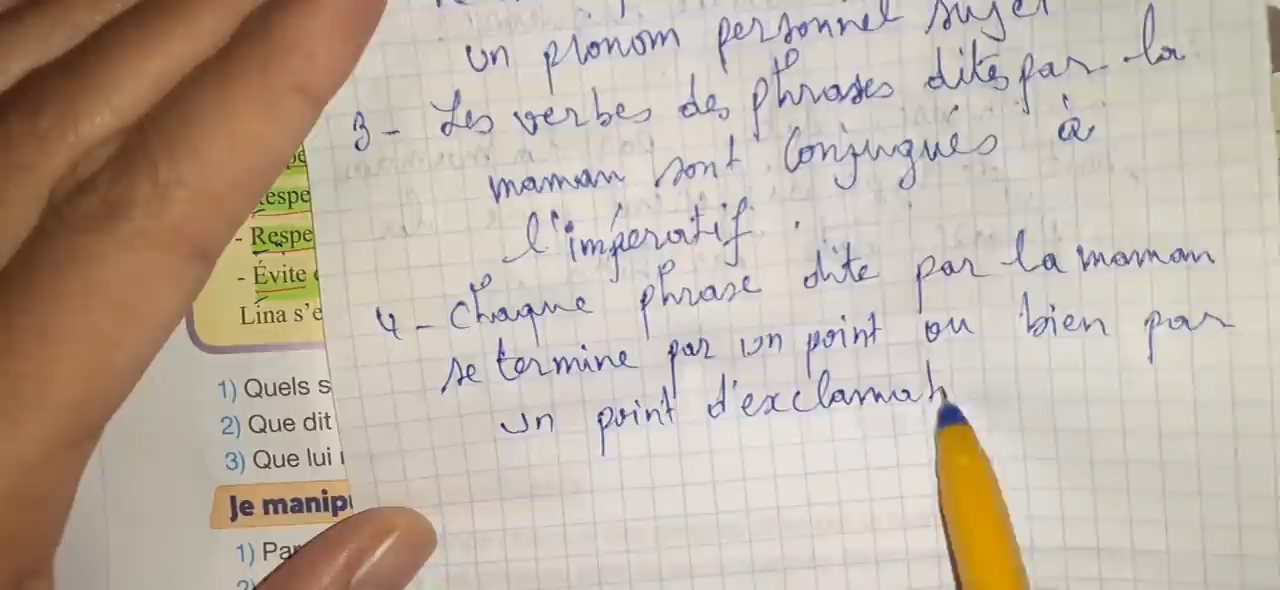 un pronom personnel sujet
3- Les verbes des phrases dites par la
maman sont conjugués à
l'impératif.
4- chaque phrase dite par la maman
se termine par un point ou bien par
un point d'exclamat
espe
- Respe
- Évite
Lina s'e
1) Quels s
2) Que dit
3) Que lui
Je manip
1) Par
2)